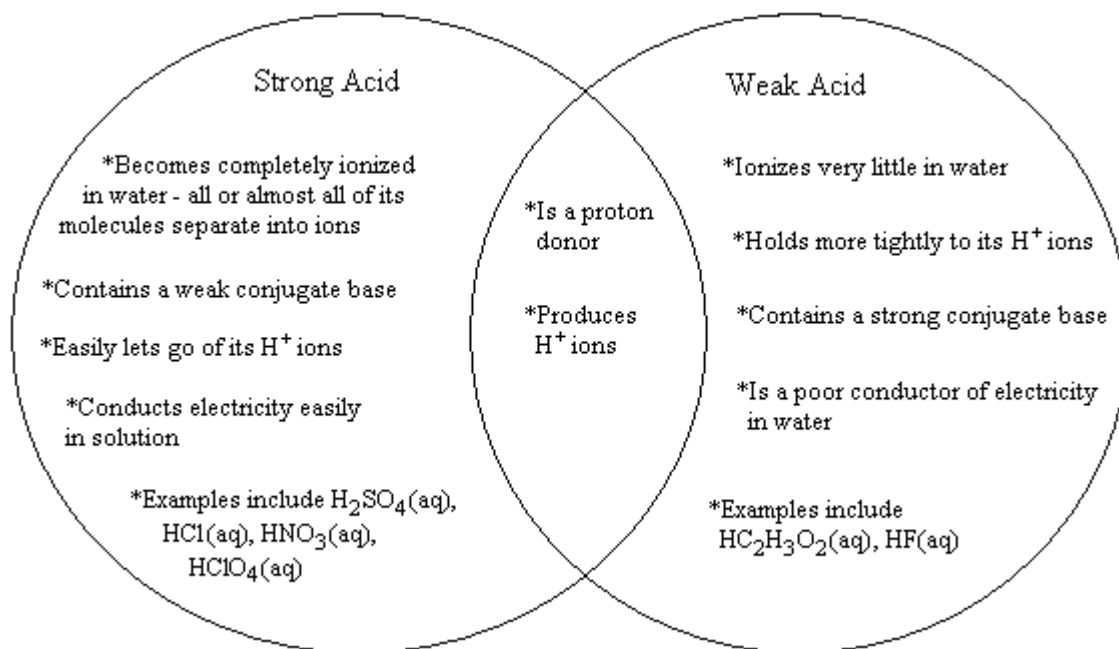 Strong Acid
*Becomes completely ionized
in water - all or almost all of its
molecules separate into ions
*Contains a weak conjugate base
*Easily lets go of its H⁺ ions
*Conducts electricity easily
in solution
*Examples include H₂SO₄(aq),
HCl(aq), HNO₃(aq),
HClO₄(aq)
*Is a proton
donor
*Produces
H⁺ ions
Weak Acid
*Ionizes very little in water
*Holds more tightly to its H⁺ ions
*Contains a strong conjugate base
*Is a poor conductor of electricity
in water
*Examples include
HC₂H₃O₂(aq), HF(aq)